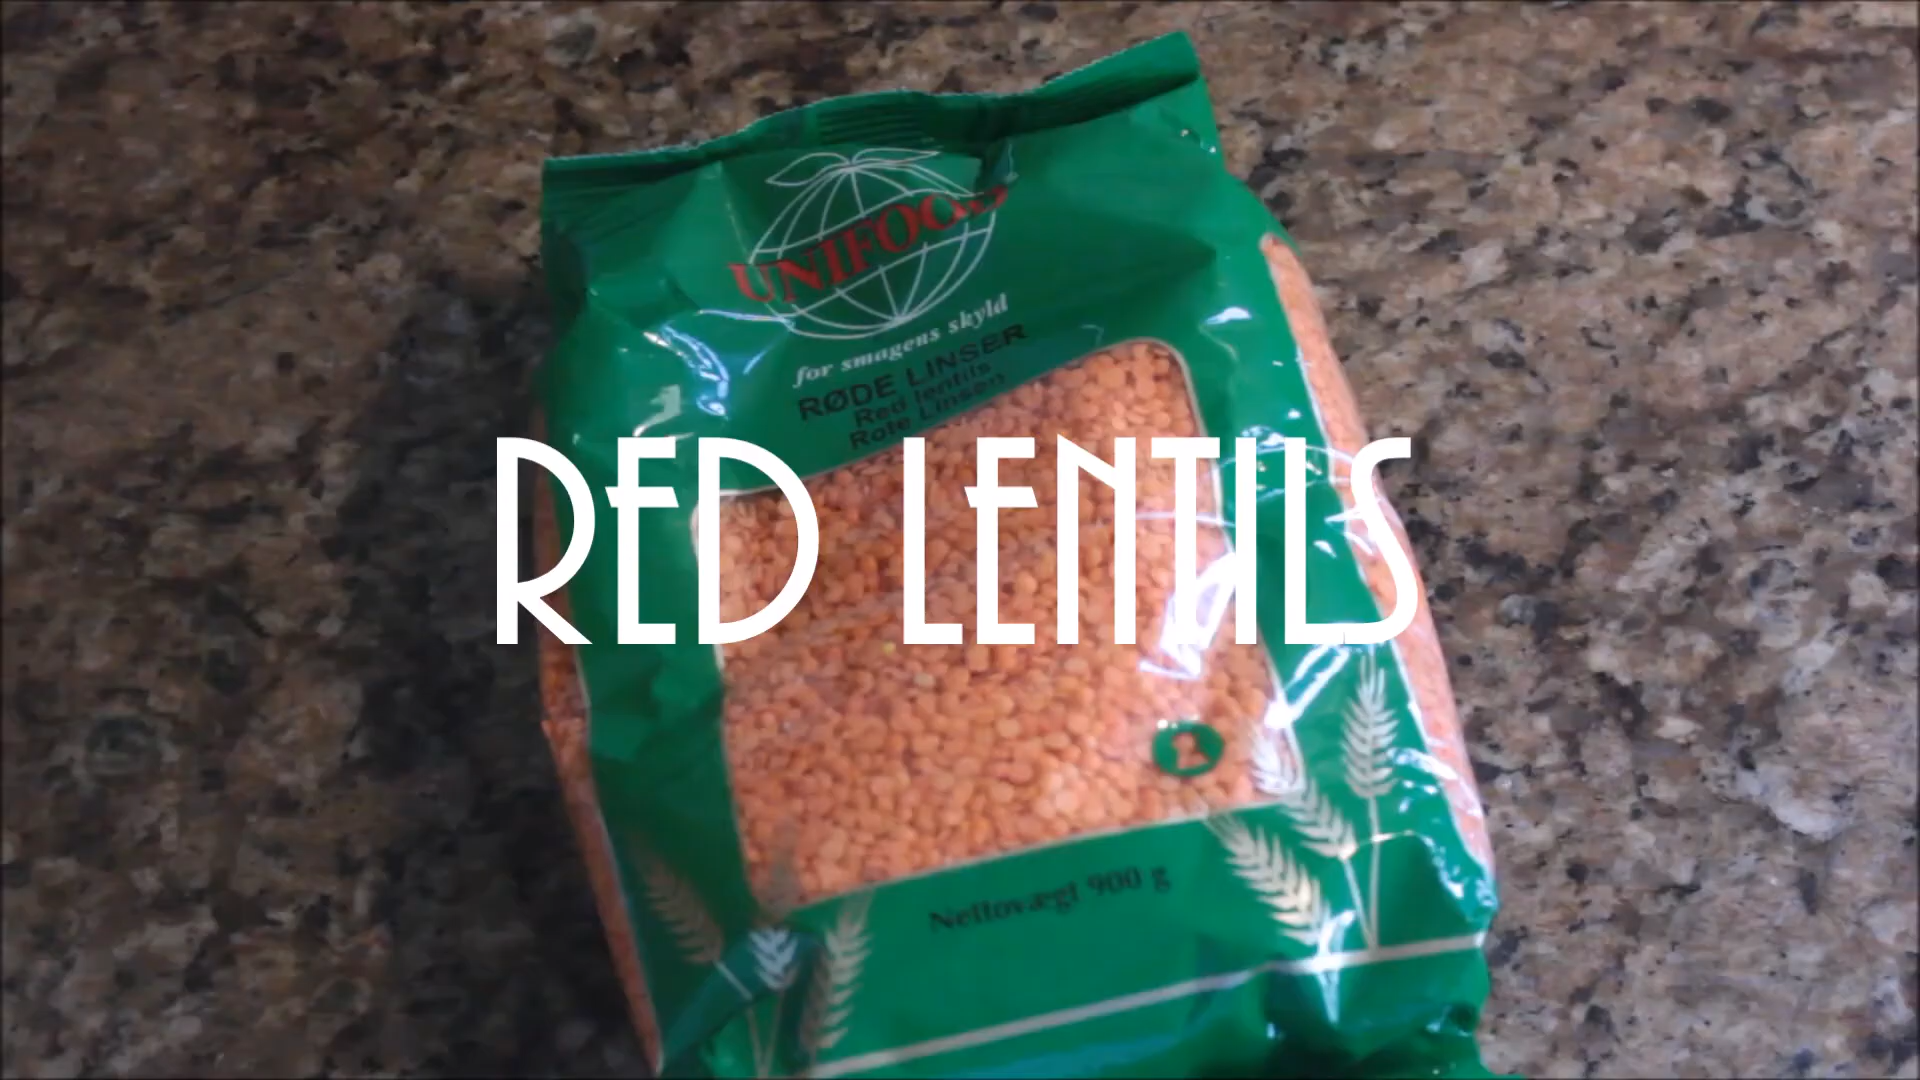 UNIFOOD
for smagens skyld
RØDE LINSER
Red lentils
Rote Linsen
RED LENTILS
Nettovægt 900 g